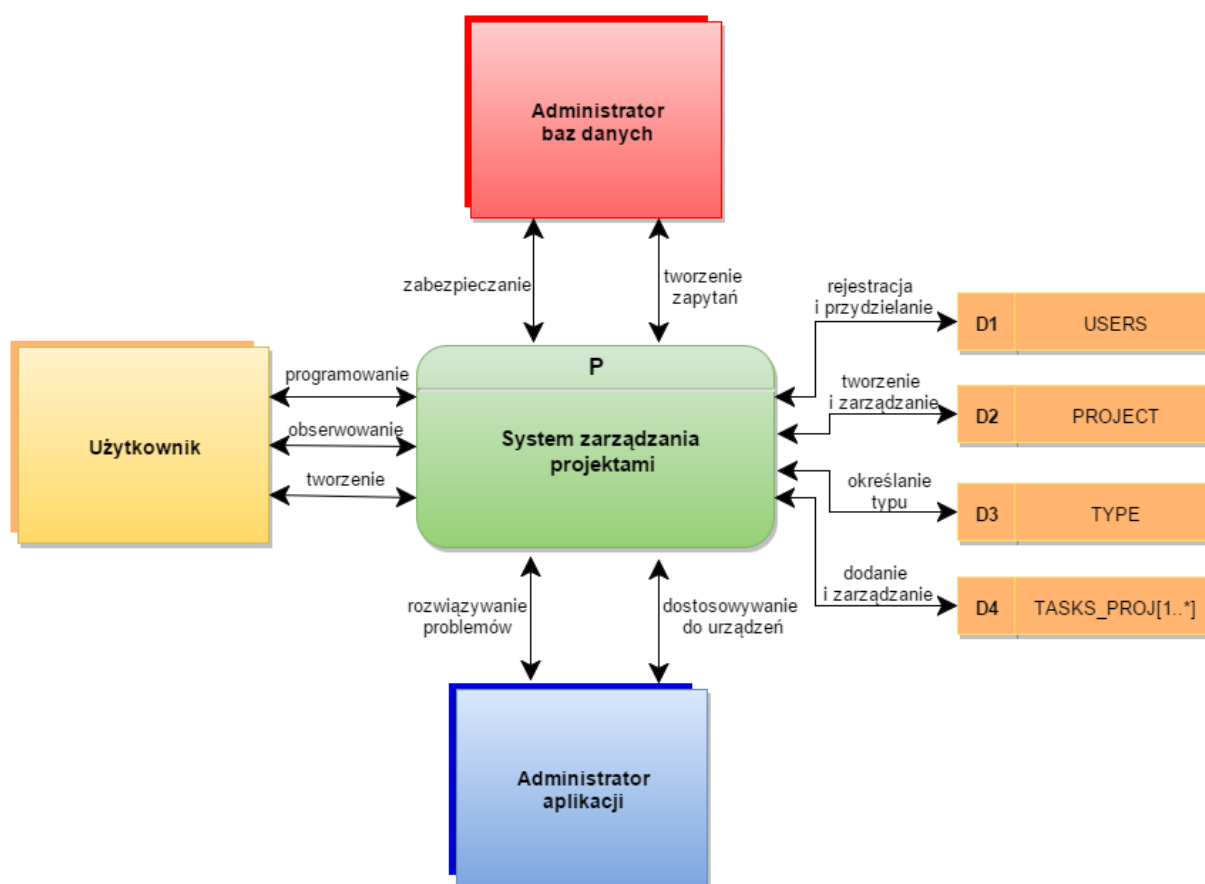 Administrator
baz danych
zabezpieczanie
tworzenie
zapytań
rejestracja
i przydzielanie
D1
USERS
P
programowanie
tworzenie
i zarządzanie
D2
PROJECT
obserwowanie
Użytkownik
System zarządzania
projektami
tworzenie
określanie
typu
D3
TYPE
dodanie
i zarządzanie
D4
TASKS_PROJ[1..*]
rozwiązywanie
problemów
dostosowywanie
do urządzeń
Administrator
aplikacji